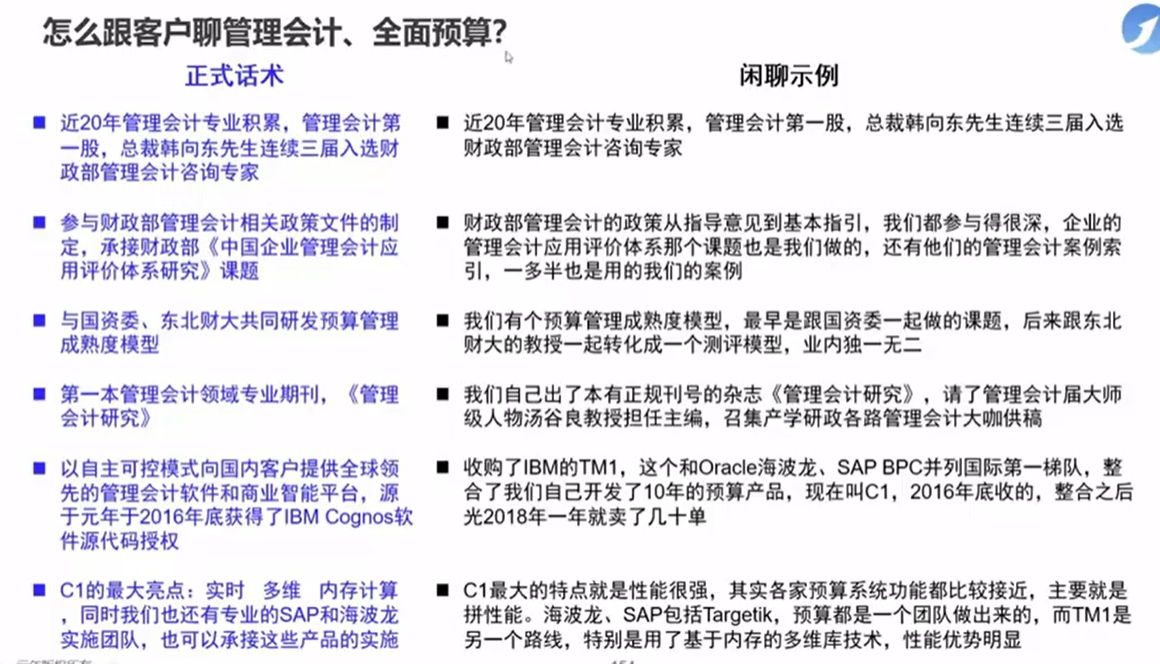 怎么跟客户聊管理会计、全面预算?
正式话术
■ 近20年管理会计专业积累，管理会计第
一股，总裁韩向东先生连续三届入选财
政部管理会计咨询专家
■ 参与财政部管理会计相关政策文件的制
定，承接财政部《中国企业管理会计应
用评价体系研究》课题
■ 与国资委、东北财大共同研发预算管理
成熟度模型
■ 第一本管理会计领域专业期刊，《管理
会计研究》
■ 以自主可控模式向国内客户提供全球领
先的管理会计软件和商业智能平台，源
于元年于2016年底获得了IBM Cognos软
件源代码授权
■ C1的最大亮点：实时 多维 内存计算
，同时我们也还有专业的SAP和海波龙
实施团队，也可以承接这些产品的实施
闲聊示例
■ 近20年管理会计专业积累，管理会计第一股，总裁韩向东先生连续三届入选
财政部管理会计咨询专家
■ 财政部管理会计的政策从指导意见到基本指引，我们都参与得很深，企业的
管理会计应用评价体系那个课题也是我们做的，还有他们的管理会计案例索
引，一多半也是用的我们的案例
■ 我们有个预算管理成熟度模型，最早是跟国资委一起做的课题，后来跟东北
财大的教授一起转化成一个测评模型，业内独一无二
■ 我们自己出了本有正规刊号的杂志《管理会计研究》，请了管理会计届大师
级人物汤谷良教授担任主编，召集产学研政各路管理会计大咖供稿
■ 收购了IBM的TM1，这个和Oracle海波龙、SAP BPC并列国际第一梯队，整
合了我们自己开发了10年的预算产品，现在叫C1，2016年底收的，整合之后
光2018年一年就卖了几十单
■ C1最大的特点就是性能很强，其实各家预算系统功能都比较接近，主要就是
拼性能。海波龙、SAP包括Targetik，预算都是一个团队做出来的，而TM1是
另一个路线，特别是用了基于内存的多维库技术，性能优势明显